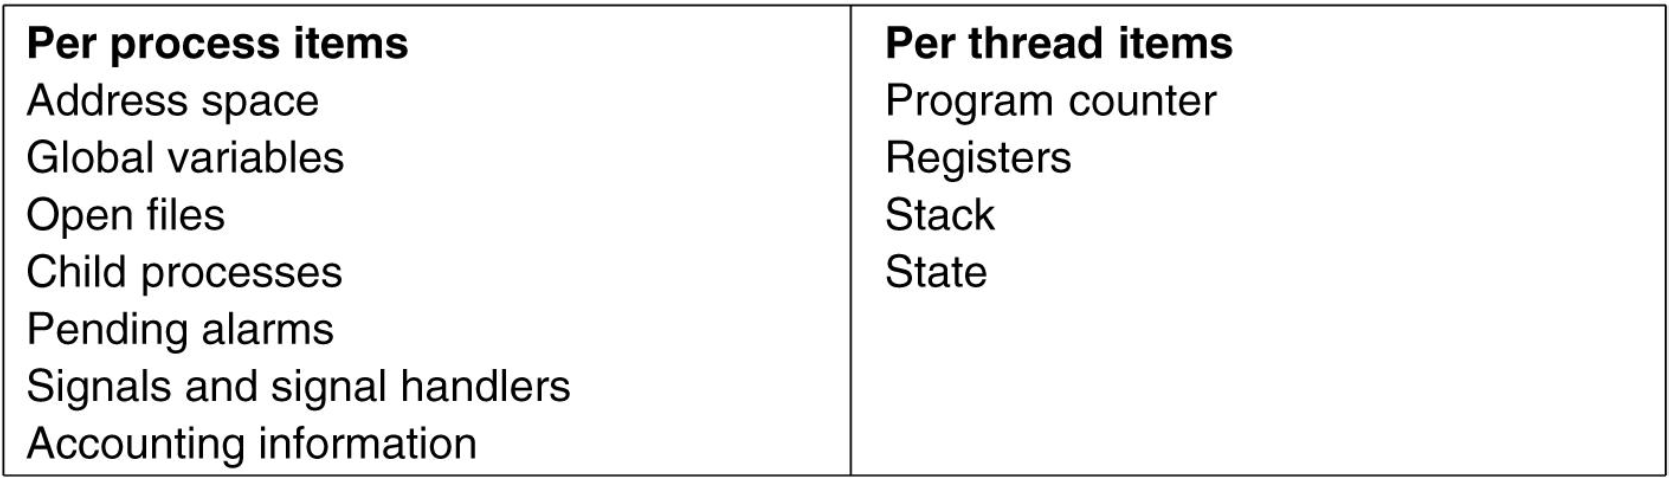 Per process items
Address space
Global variables
Open files
Child processes
Pending alarms
Signals and signal handlers
Accounting information
Per thread items
Program counter
Registers
Stack
State